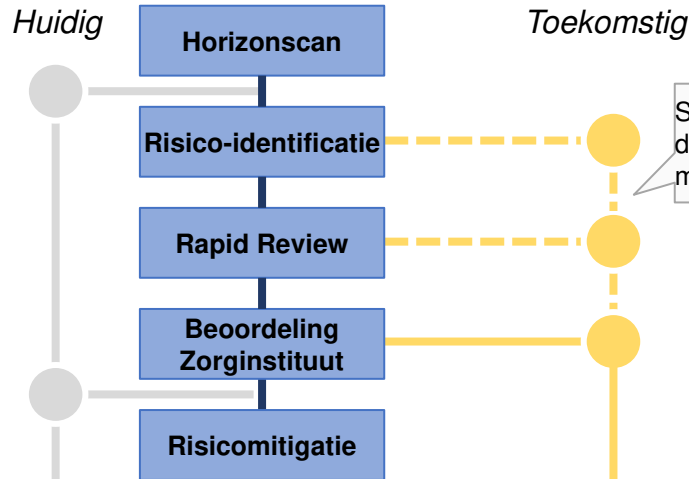 Huidig
Toekomstig
Horizonscan
Risico-identificatie
Rapid Review
Beoordeling
Zorginstituut
Risicomitigatie